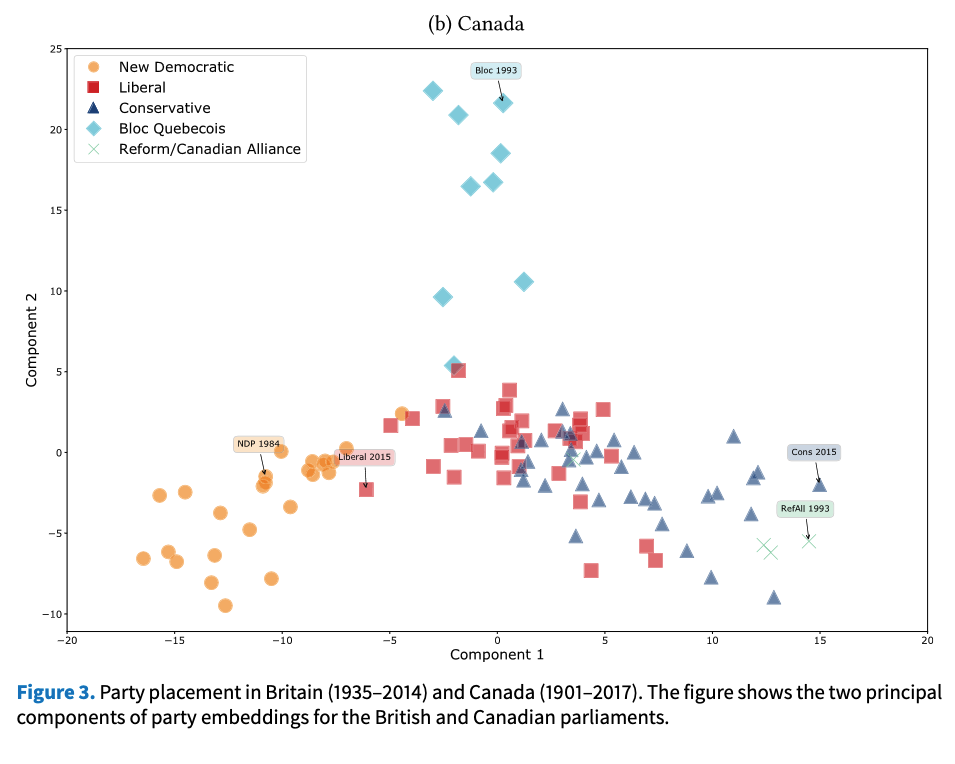 (b) Canada
25
20
15
10
5
0
−5
−10
Component 2
New Democratic
Liberal
Conservative
Bloc Quebecois
Reform/Canadian Alliance
Bloc 1993
NDP 1984
Liberal 2015
Cons 2015
RefAll 1993
−20 −15 −10 −5 0 5 10 15 20
Component 1
Figure 3. Party placement in Britain (1935–2014) and Canada (1901–2017). The figure shows the two principal
components of party embeddings for the British and Canadian parliaments.